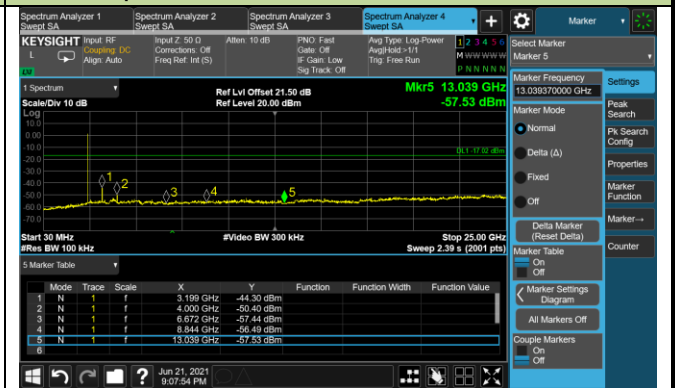 Spectrum Analyzer 1
Swept SA
Spectrum Analyzer 2
Swept SA
Spectrum Analyzer 3
Swept SA
Spectrum Analyzer 4
Swept SA
+
Marker
KEYSIGHT
L
Input: RF
Coupling: DC
Align: Auto
Input Z: 50 Ω
Corrections: Off
Freq Ref: Int (S)
Atten: 10 dB
PNO: Fast
Gate: Off
IF Gain: Low
Sig Track: Off
Avg Type: Log-Power
Avg|Hold:>1/1
Trig: Free Run
1 2 3 4 5 6
M W W W W W
P N N N N N
Select Marker
Marker 5
1 Spectrum
Scale/Div 10 dB
Log
Ref Lvl Offset 21.50 dB
Ref Level 20.00 dBm
Mkr5 13.039 GHz
-57.53 dBm
10.0
0.00
-10.0
-20.0
-30.0
-40.0
-50.0
-60.0
-70.0
DL1 -17.02 dBm
1
2
3
4
5
Start 30 MHz
#Res BW 100 kHz
#Video BW 300 kHz
Stop 25.00 GHz
Sweep 2.39 s (2001 pts)
5 Marker Table
Mode Trace Scale X Y Function Function Width Function Value
1 N 1 f 3.199 GHz -44.30 dBm
2 N 1 f 4.000 GHz -50.40 dBm
3 N 1 f 6.672 GHz -57.44 dBm
4 N 1 f 8.844 GHz -56.49 dBm
5 N 1 f 13.039 GHz -57.53 dBm
6
Marker Frequency
13.039370000 GHz
Marker Mode
Normal
Delta (Δ)
Fixed
Off
Delta Marker
(Reset Delta)
Marker Table
On
Off
Marker Settings
Diagram
All Markers Off
Couple Markers
On
Off
Settings
Peak
Search
Pk Search
Config
Properties
Marker
Function
Marker→
Counter
?
Jun 21, 2021
9:07:54 PM